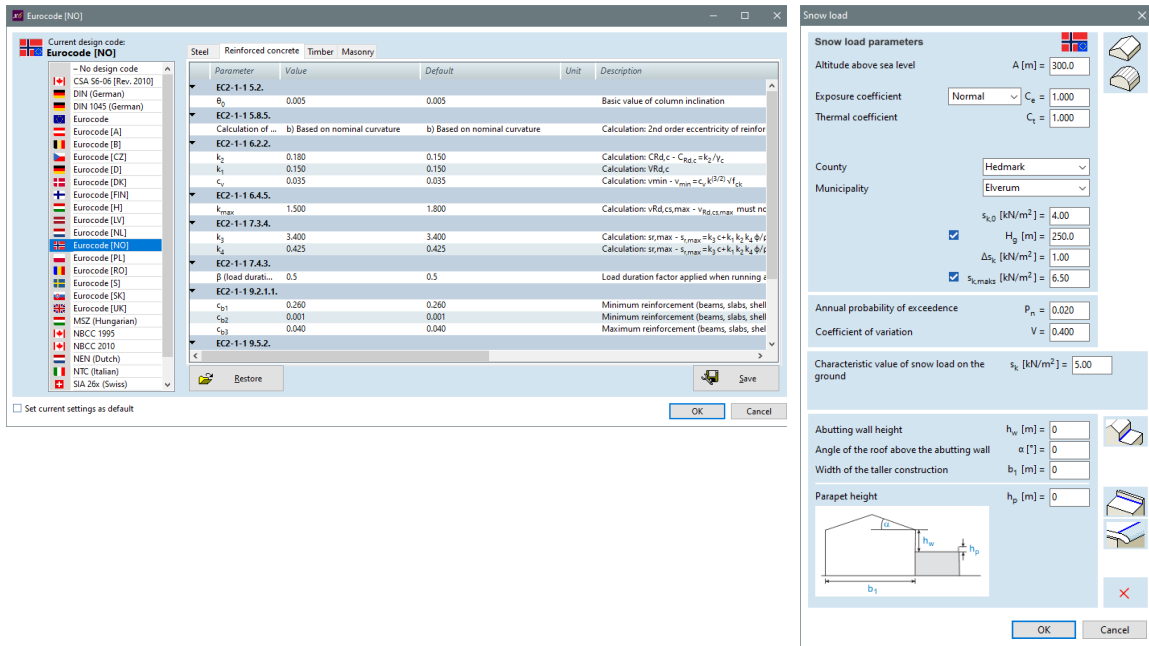 Eurocode [NO]
Current design code:
Eurocode [NO]
– No design code
CSA S6-06 [Rev. 2010]
DIN (German)
DIN 1045 (German)
Eurocode
Eurocode [A]
Eurocode [B]
Eurocode [CZ]
Eurocode [D]
Eurocode [DK]
Eurocode [FIN]
Eurocode [H]
Eurocode [LV]
Eurocode [NL]
Eurocode [NO]
Eurocode [PL]
Eurocode [RO]
Eurocode [S]
Eurocode [SK]
Eurocode [UK]
MSZ (Hungarian)
NBCC 1995
NBCC 2010
NEN (Dutch)
NTC (Italian)
SIA 26x (Swiss)
Steel Reinforced concrete Timber Masonry
Parameter Value Default Unit Description
EC2-1-1 5.2.
θ0 0.005 0.005 Basic value of column inclination
EC2-1-1 5.8.5.
Calculation of ... b) Based on nominal curvature b) Based on nominal curvature Calculation: 2nd order eccentricity of reinfor
EC2-1-1 6.2.2.
k2 0.180 0.150 Calculation: CRd,c - CRd,c =k2/γc
k1 0.150 0.150 Calculation: VRd,c
cv 0.035 0.035 Calculation: vmin - vmin =cv k(3/2) √fck
EC2-1-1 6.4.5.
kmax 1.500 1.800 Calculation: vRd,cs,max - vRd,cs,max must no
EC2-1-1 7.3.4.
k3 3.400 3.400 Calculation: sr,max - sr,max =k3 c+k1 k2 k4 ϕ/ρ
k4 0.425 0.425 Calculation: sr,max - sr,max =k3 c+k1 k2 k4 ϕ/ρ
EC2-1-1 7.4.3.
β (load durati... 0.5 0.5 Load duration factor applied when running a
EC2-1-1 9.2.1.1.
cb1 0.260 0.260 Minimum reinforcement (beams, slabs, shel
cb2 0.001 0.001 Minimum reinforcement (beams, slabs, shel
cb3 0.040 0.040 Maximum reinforcement (beams, slabs, shel
EC2-1-1 9.5.2.
Restore Save
Set current settings as default
OK Cancel
Snow load
Snow load parameters
Altitude above sea level A [m] = 300.0
Exposure coefficient Normal Ce = 1.000
Thermal coefficient Ct = 1.000
County Hedmark
Municipality Elverum
sk,0 [kN/m²] = 4.00
Hg [m] = 250.0
Δsk [kN/m²] = 1.00
sk,maks [kN/m²] = 6.50
Annual probability of exceedence Pn = 0.020
Coefficient of variation V = 0.400
Characteristic value of snow load on the sk [kN/m²] = 5.00
ground
Abutting wall height hw [m] = 0
Angle of the roof above the abutting wall α [°] = 0
Width of the taller construction b1 [m] = 0
Parapet height hp [m] = 0
α
hw
hp
b1
OK Cancel